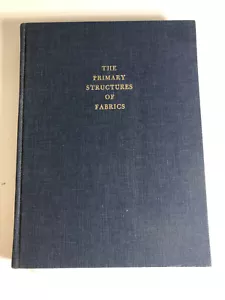 THE
PRIMARY
STRUCTURES
OF
FABRICS